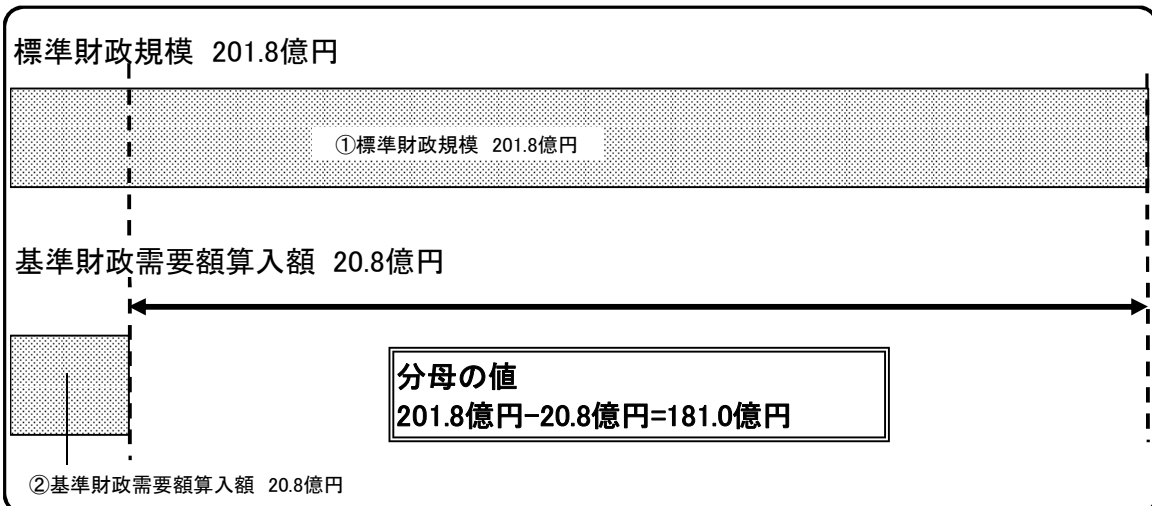 標準財政規模 201.8億円
①標準財政規模 201.8億円
基準財政需要額算入額 20.8億円
分母の値
201.8億円-20.8億円=181.0億円
②基準財政需要額算入額 20.8億円